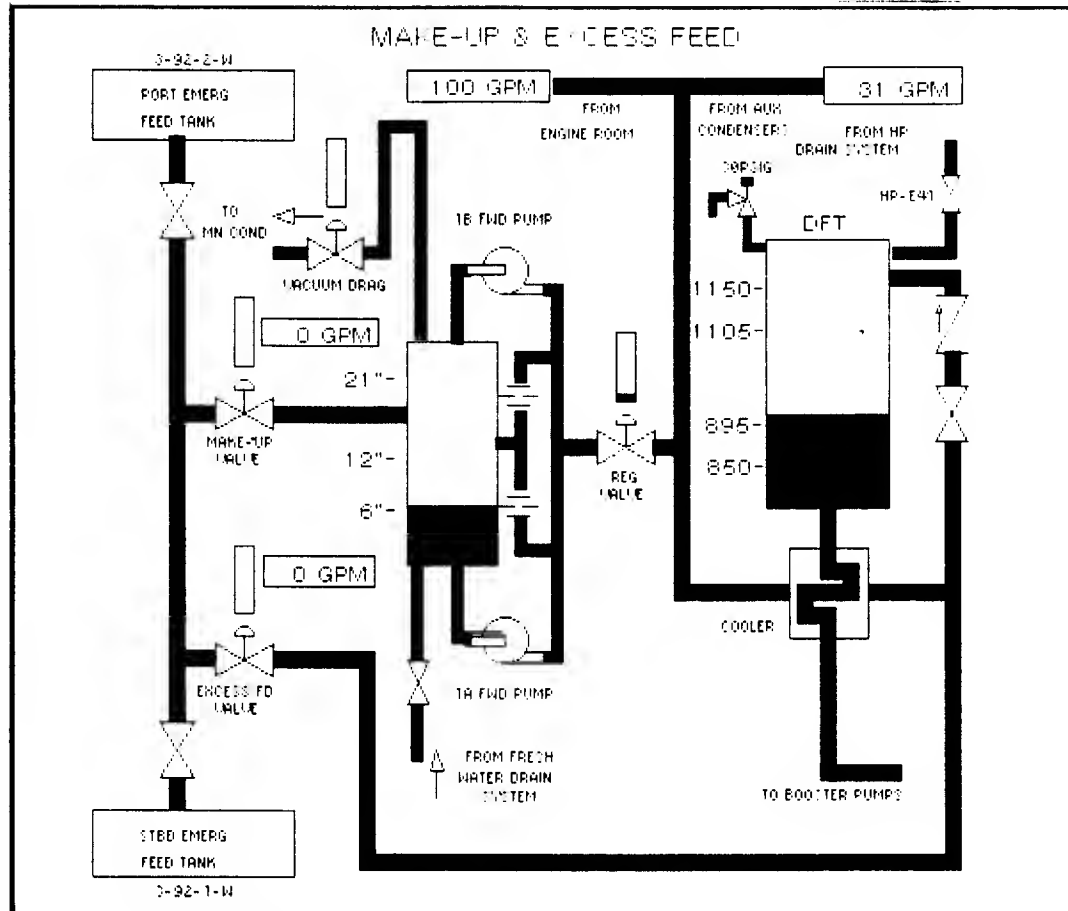 MAKE-UP & EXCESS FEED
3-92-2-W
PORT EMERG
FEED TANK
100 GPM
31 GPM
FROM
ENGINE ROOM
FROM AUX
CONDENSERS
FROM HP
DRAIN SYSTEM
30PSIG
HP-E41
TO
MN COND
VACUUM DRAG
1B FWD PUMP
DFT
1150-
1105-
895-
850-
0 GPM
21"-
12"-
6"-
MAKE-UP
VALVE
REG
VALVE
0 GPM
COOLER
EXCESS FD
VALVE
1A FWD PUMP
FROM FRESH
WATER DRAIN
SYSTEM
TO BOOSTER PUMPS
STBD EMERG
FEED TANK
3-92-1-W